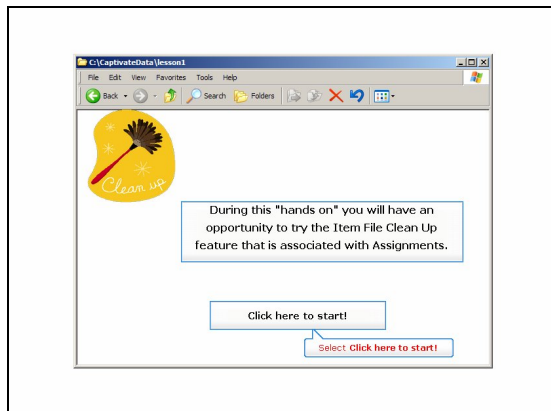 C:\CaptivateData\lesson1
File Edit View Favorites Tools Help
Back Search Folders
Clean up
During this "hands on" you will have an
opportunity to try the Item File Clean Up
feature that is associated with Assignments.
Click here to start!
Select Click here to start!